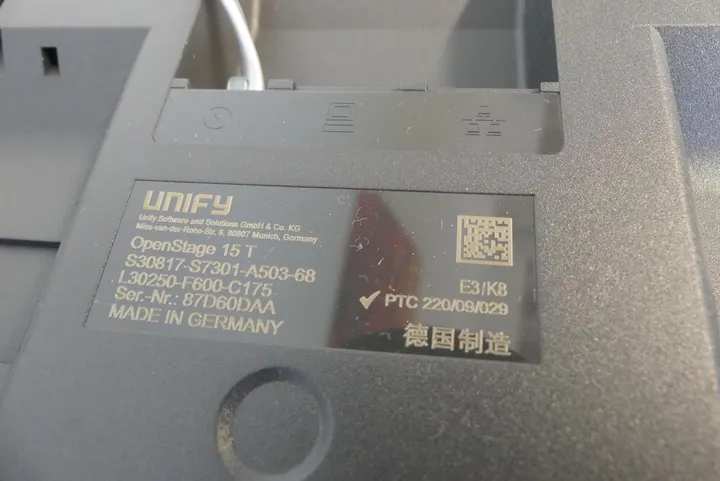 UNIFY
Unify Software and Solutions GmbH & Co. KG
Mies-van-der-Rohe-Str. 6, 80807 Munich, Germany
OpenStage 15 T
S30817-S7301-A503-68
L30250-F600-C175
Ser.-Nr.: 87D60DAA
MADE IN GERMANY
E3/K8
✓ PTC 220/09/029
德国制造